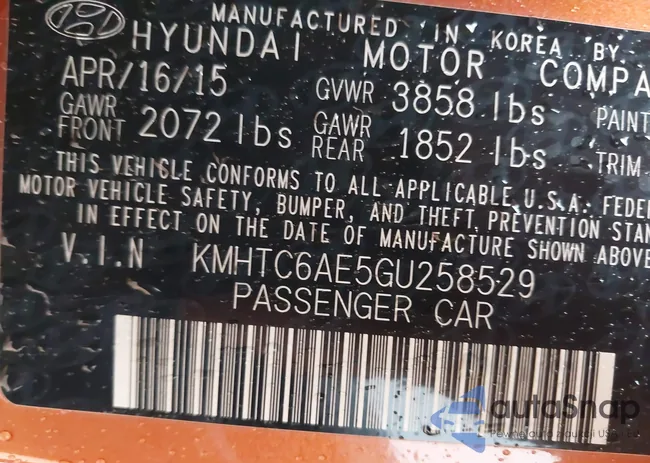 MANUFACTURED IN KOREA BY
HYUNDAI MOTOR COMPA
APR/16/15 GVWR 3858 lbs PAINT
GAWR FRONT 2072 lbs GAWR REAR 1852 lbs TRIM
THIS VEHICLE CONFORMS TO ALL APPLICABLE U.S.A. FEDE
MOTOR VEHICLE SAFETY, BUMPER, AND THEFT PREVENTION STAN
IN EFFECT ON THE DATE OF MANUFACTURE SHOWN ABOVE
V.I.N KMHTC6AE5GU258529
PASSENGER CAR
autoSnap